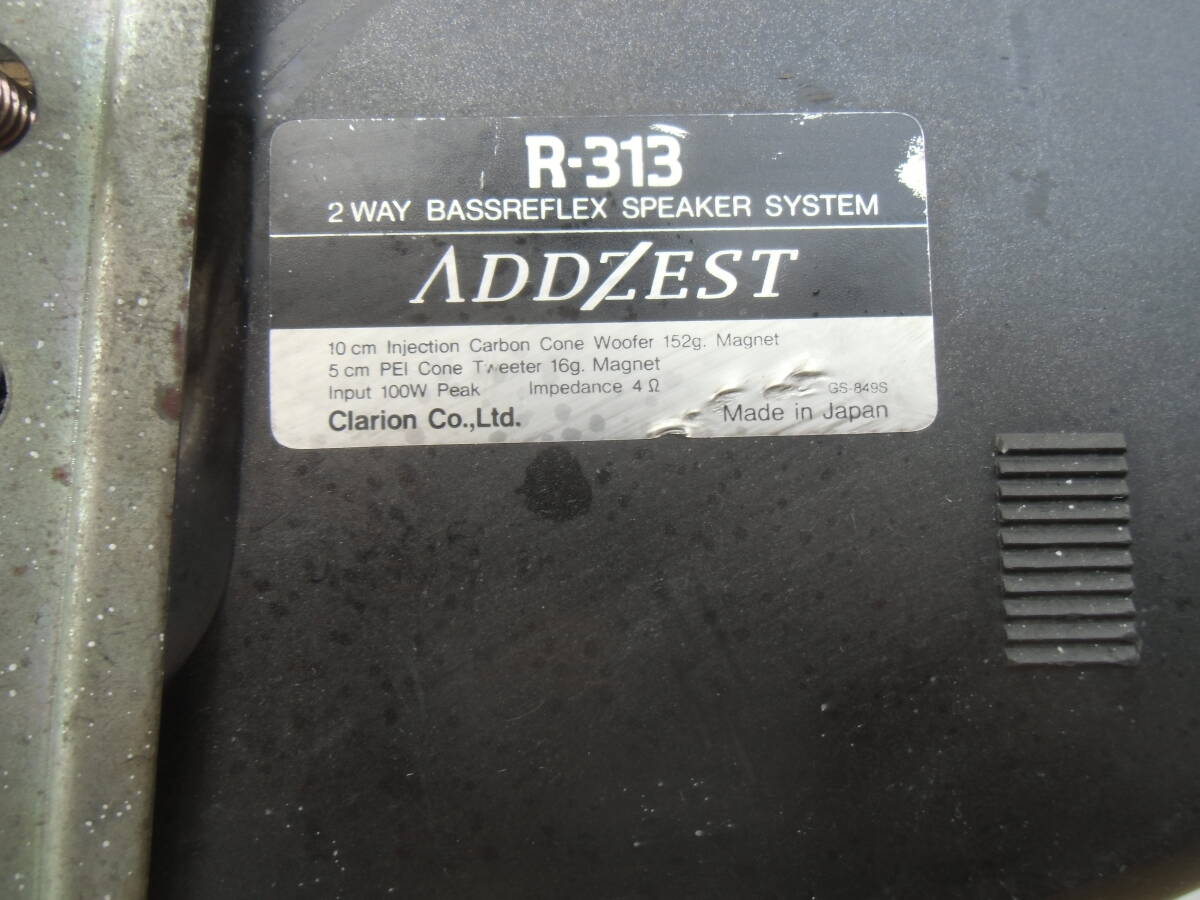 R-313
2 WAY BASSREFLEX SPEAKER SYSTEM
ADDZEST
10 cm Injection Carbon Cone Woofer 152g. Magnet
5 cm PEI Cone Tweeter 16g. Magnet
Input 100W Peak Impedance 4 Ω
GS-849S
Clarion Co.,Ltd. Made in Japan